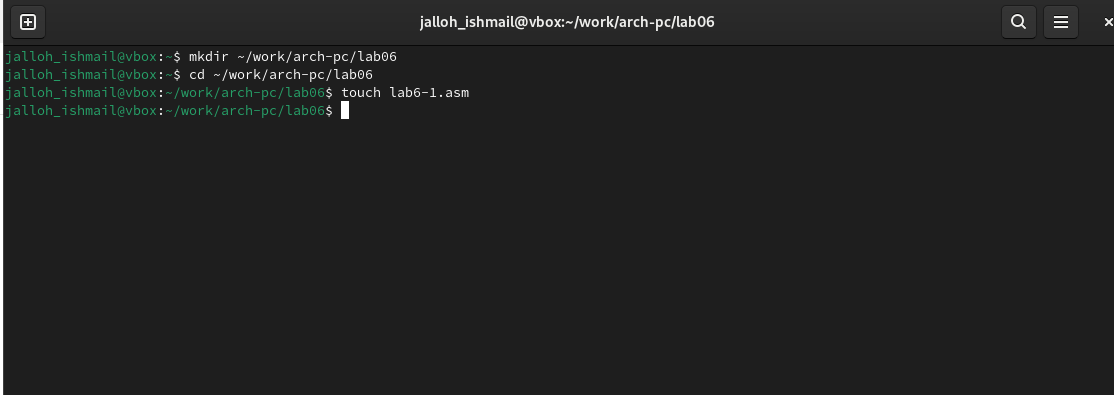 jalloh_ishmail@vbox:~/work/arch-pc/lab06
jalloh_ishmail@vbox:~$ mkdir ~/work/arch-pc/lab06
jalloh_ishmail@vbox:~$ cd ~/work/arch-pc/lab06
jalloh_ishmail@vbox:~/work/arch-pc/lab06$ touch lab6-1.asm
jalloh_ishmail@vbox:~/work/arch-pc/lab06$